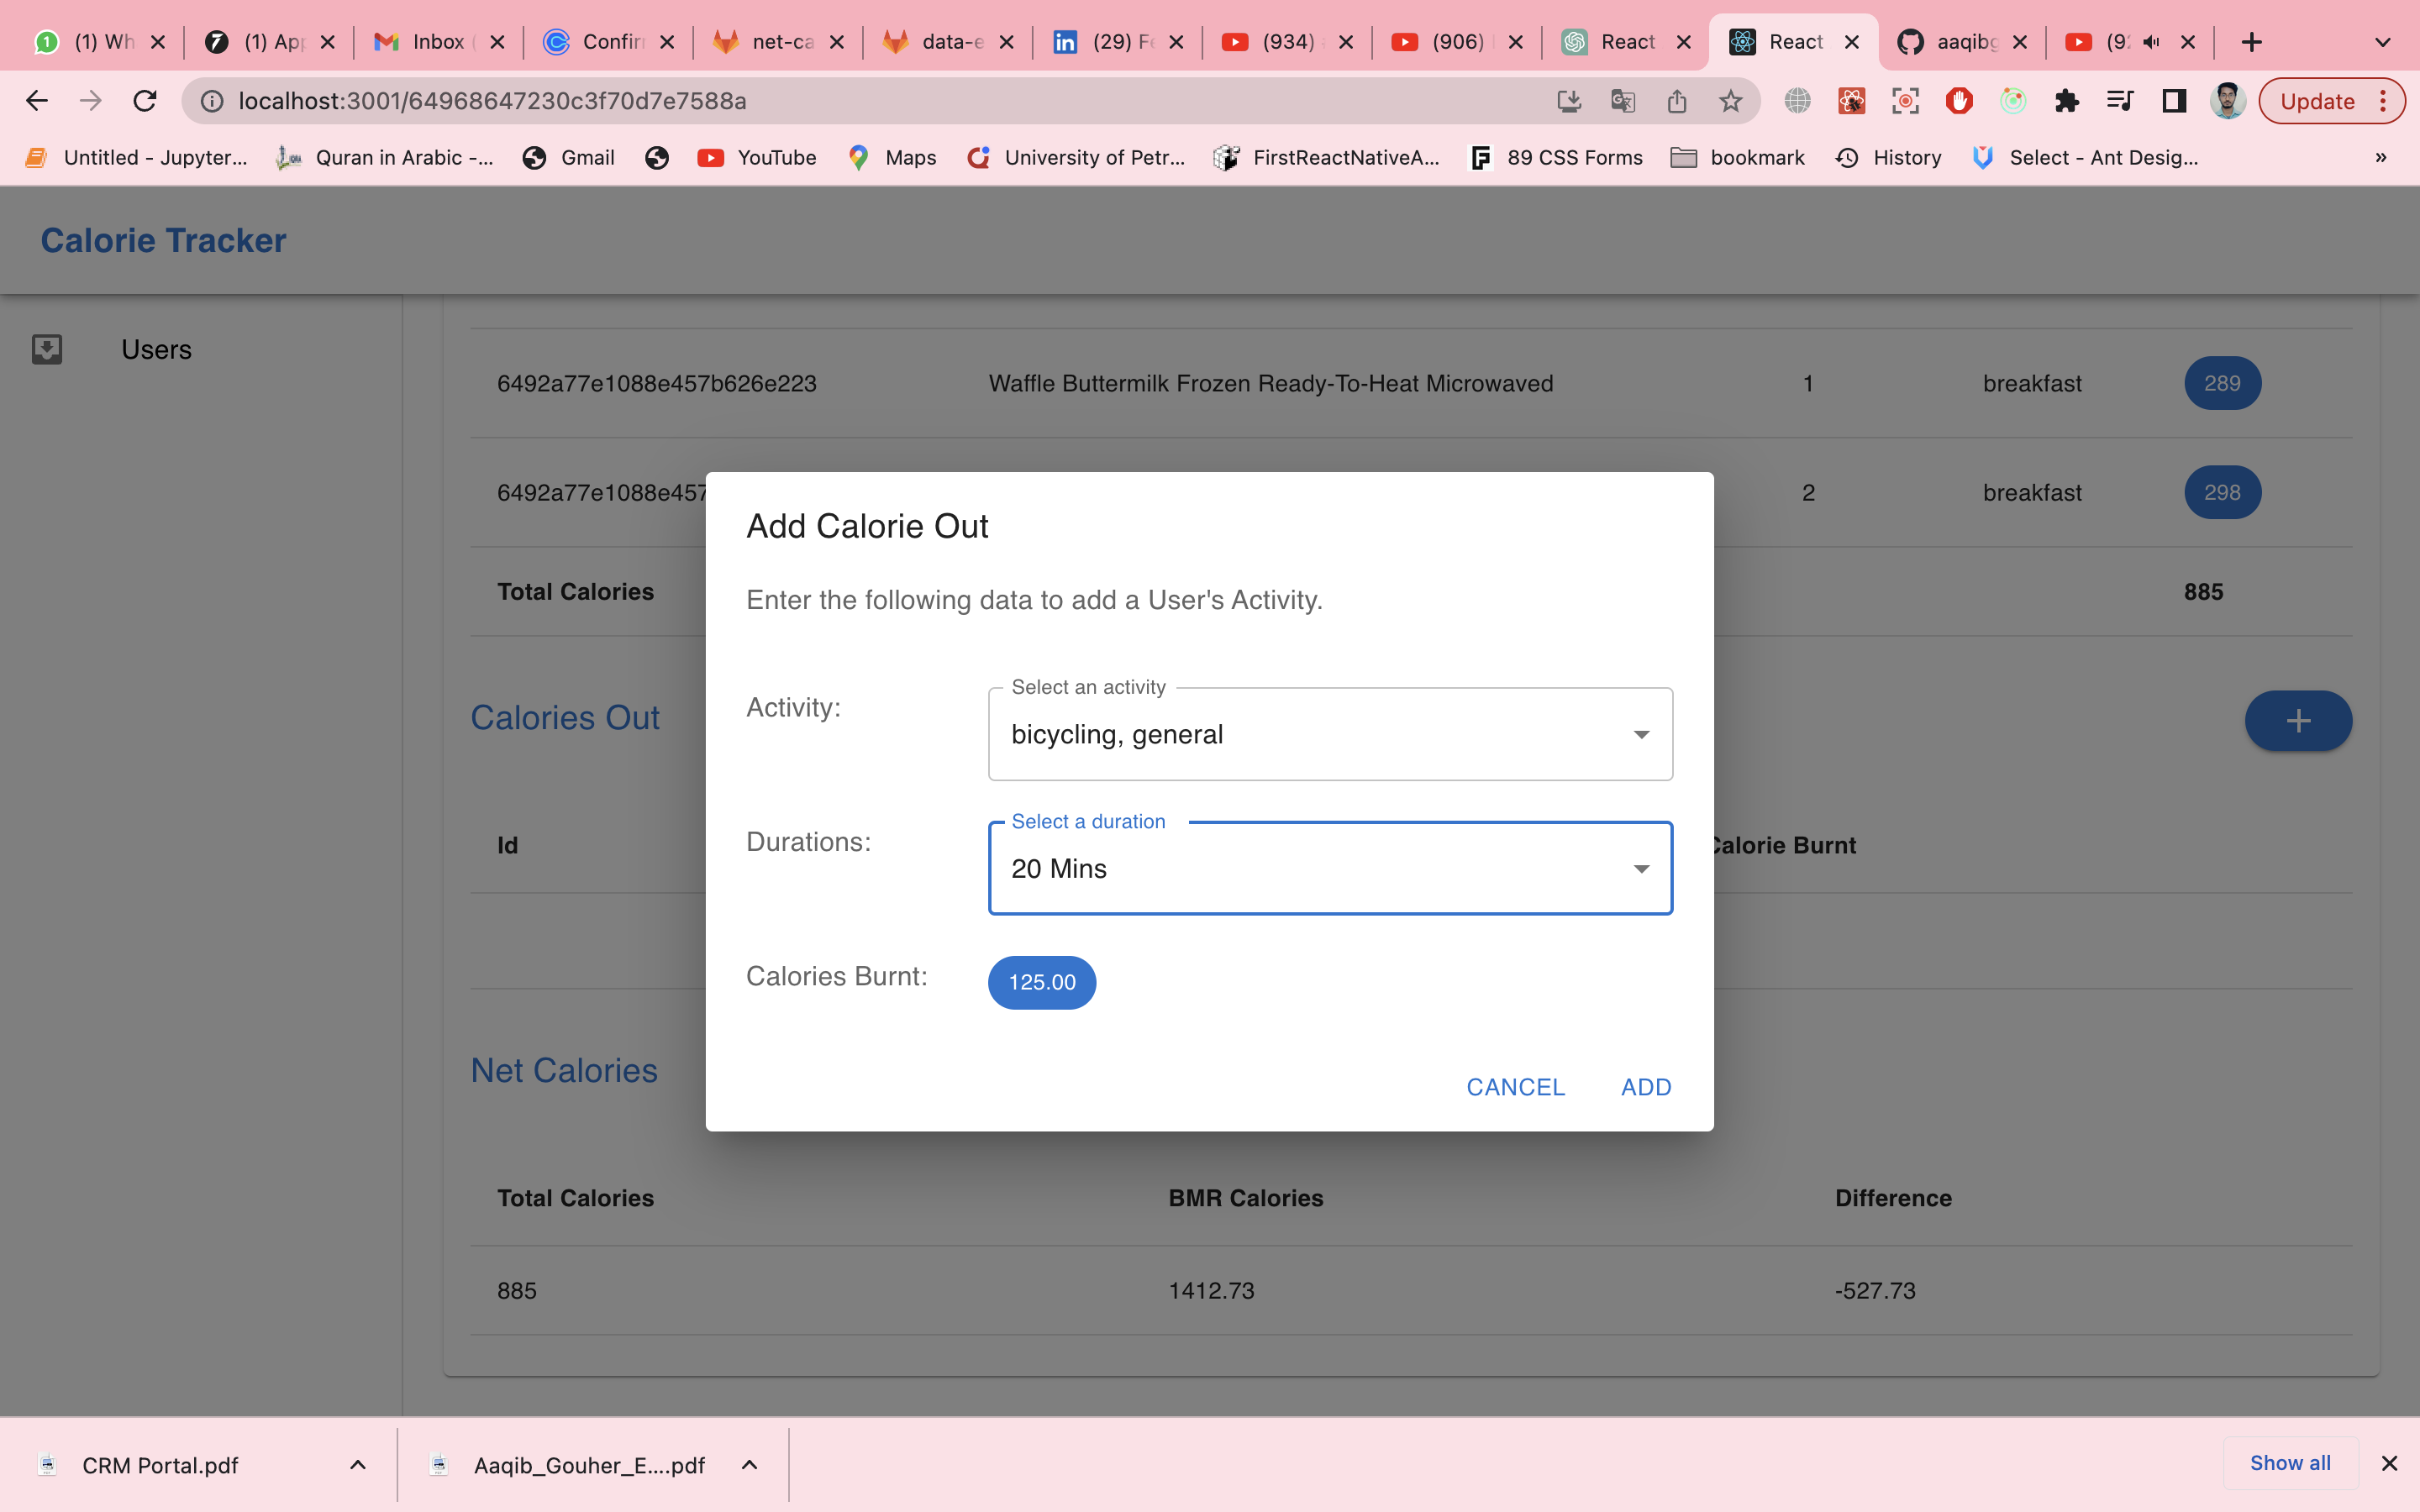 (1) Wh
(1) App
Inbox (
Confir
net-ca
data-e
(29) Fe
(934)
(906)
React
React
aaqibg
(92
localhost:3001/64968647230c3f70d7e7588a
Update
Untitled - Jupyter...
Quran in Arabic -...
Gmail
YouTube
Maps
University of Petr...
FirstReactNativeA...
89 CSS Forms
bookmark
History
Select - Ant Desig...
»
Calorie Tracker
Users
6492a77e1088e457b626e223 Waffle Buttermilk Frozen Ready-To-Heat Microwaved 1 breakfast 289
6492a77e1088e457 2 breakfast 298
Total Calories 885
Calories Out
+
Id Calorie Burnt
Add Calorie Out
Enter the following data to add a User's Activity.
Select an activity
Activity: bicycling, general
Select a duration
Durations: 20 Mins
Calories Burnt: 125.00
CANCEL ADD
Net Calories
Total Calories BMR Calories Difference
885 1412.73 -527.73
CRM Portal.pdf
Aaqib_Gouher_E....pdf
Show all